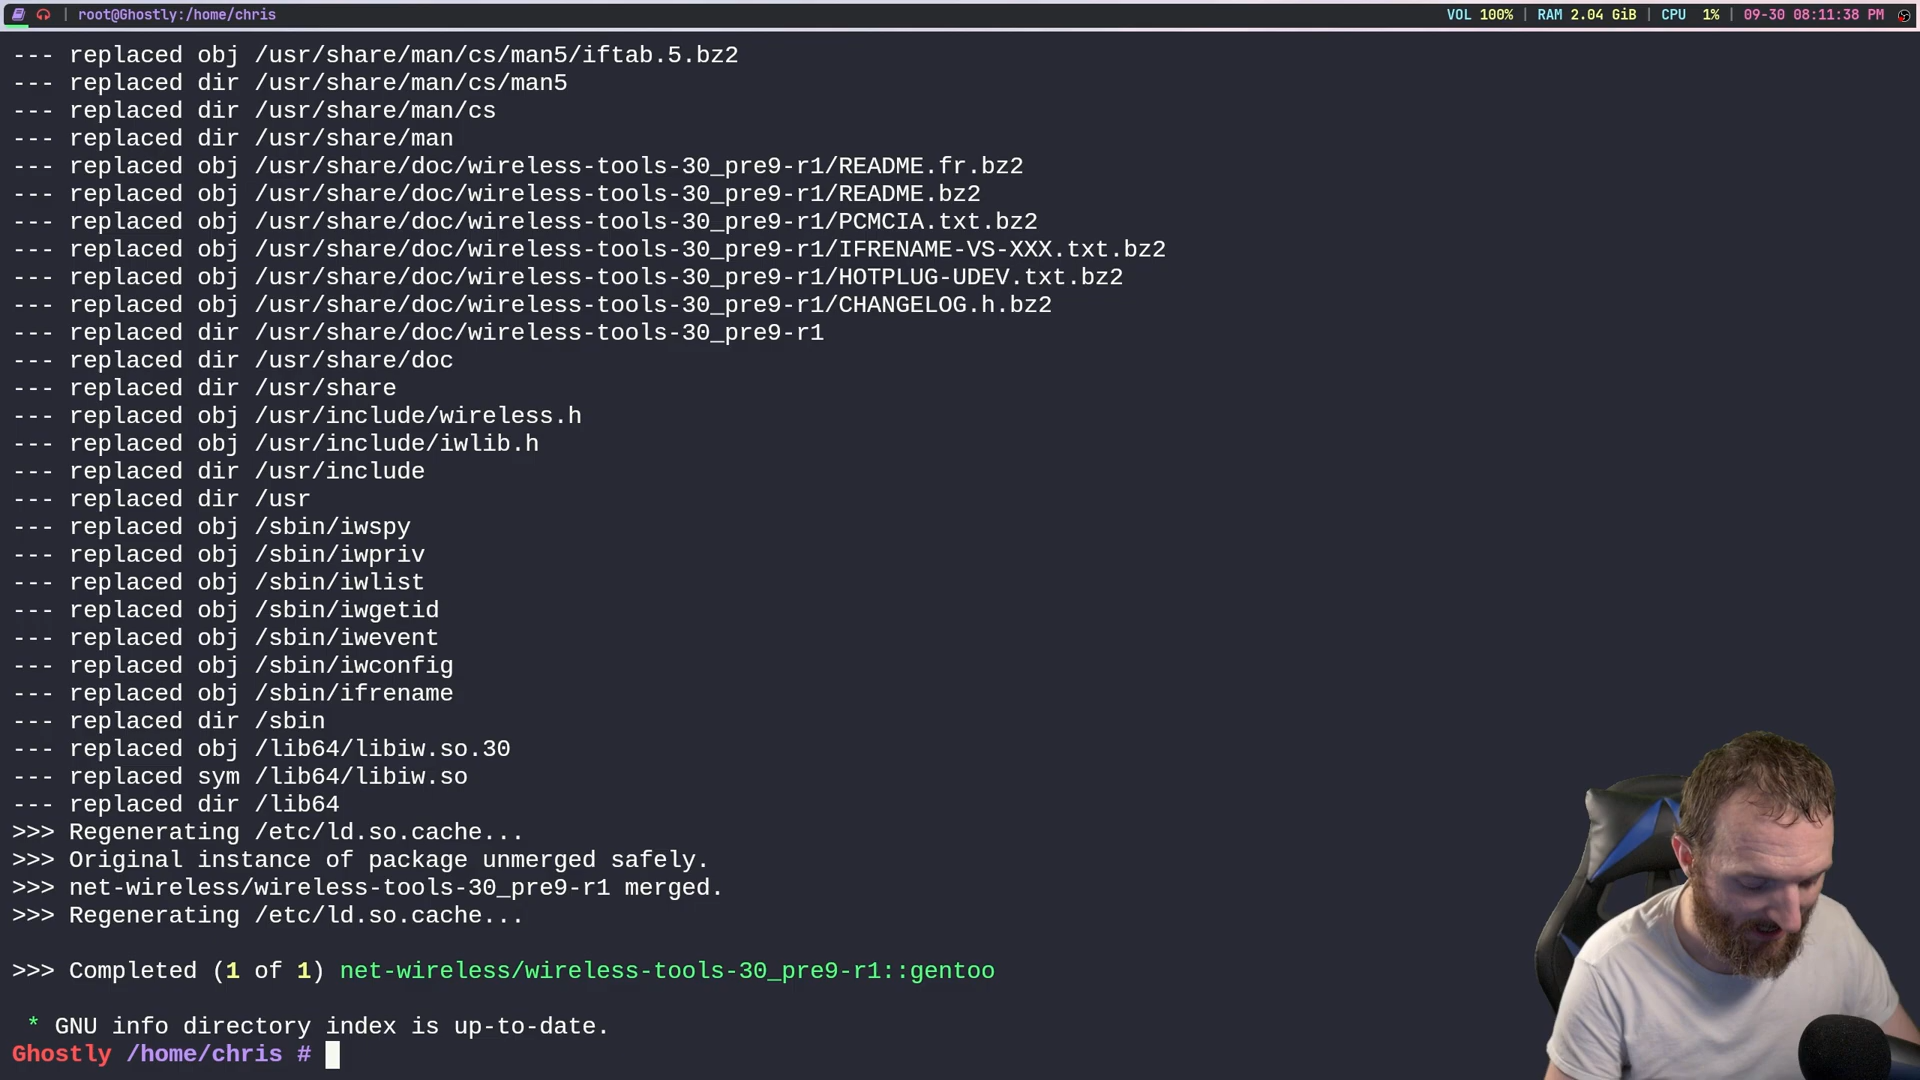 root@Ghostly:/home/chris
VOL 100% | RAM 2.04 GiB | CPU 1% | 09-30 08:11:38 PM
--- replaced obj /usr/share/man/cs/man5/iftab.5.bz2
--- replaced dir /usr/share/man/cs/man5
--- replaced dir /usr/share/man/cs
--- replaced dir /usr/share/man
--- replaced obj /usr/share/doc/wireless-tools-30_pre9-r1/README.fr.bz2
--- replaced obj /usr/share/doc/wireless-tools-30_pre9-r1/README.bz2
--- replaced obj /usr/share/doc/wireless-tools-30_pre9-r1/PCMCIA.txt.bz2
--- replaced obj /usr/share/doc/wireless-tools-30_pre9-r1/IFRENAME-VS-XXX.txt.bz2
--- replaced obj /usr/share/doc/wireless-tools-30_pre9-r1/HOTPLUG-UDEV.txt.bz2
--- replaced obj /usr/share/doc/wireless-tools-30_pre9-r1/CHANGELOG.h.bz2
--- replaced dir /usr/share/doc/wireless-tools-30_pre9-r1
--- replaced dir /usr/share/doc
--- replaced dir /usr/share
--- replaced obj /usr/include/wireless.h
--- replaced obj /usr/include/iwlib.h
--- replaced dir /usr/include
--- replaced dir /usr
--- replaced obj /sbin/iwspy
--- replaced obj /sbin/iwpriv
--- replaced obj /sbin/iwlist
--- replaced obj /sbin/iwgetid
--- replaced obj /sbin/iwevent
--- replaced obj /sbin/iwconfig
--- replaced obj /sbin/ifrename
--- replaced dir /sbin
--- replaced obj /lib64/libiw.so.30
--- replaced sym /lib64/libiw.so
--- replaced dir /lib64
>>> Regenerating /etc/ld.so.cache...
>>> Original instance of package unmerged safely.
>>> net-wireless/wireless-tools-30_pre9-r1 merged.
>>> Regenerating /etc/ld.so.cache...
>>> Completed (1 of 1) net-wireless/wireless-tools-30_pre9-r1::gentoo
* GNU info directory index is up-to-date.
Ghostly /home/chris #